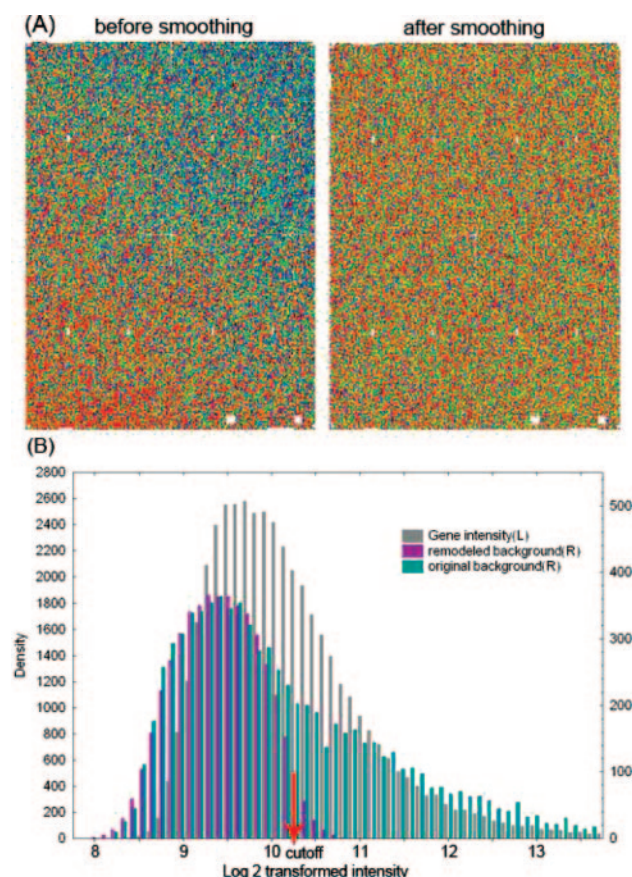 (A)
before smoothing after smoothing
(B)
2800
2600
2400
2200
2000
1800
1600
1400
1200
1000
800
600
400
200
0
Density
500
400
300
200
100
0
Gene intensity(L)
remodeled background(R)
original background(R)
8 9 10 11 12 13
cutoff
Log 2 transformed intensity